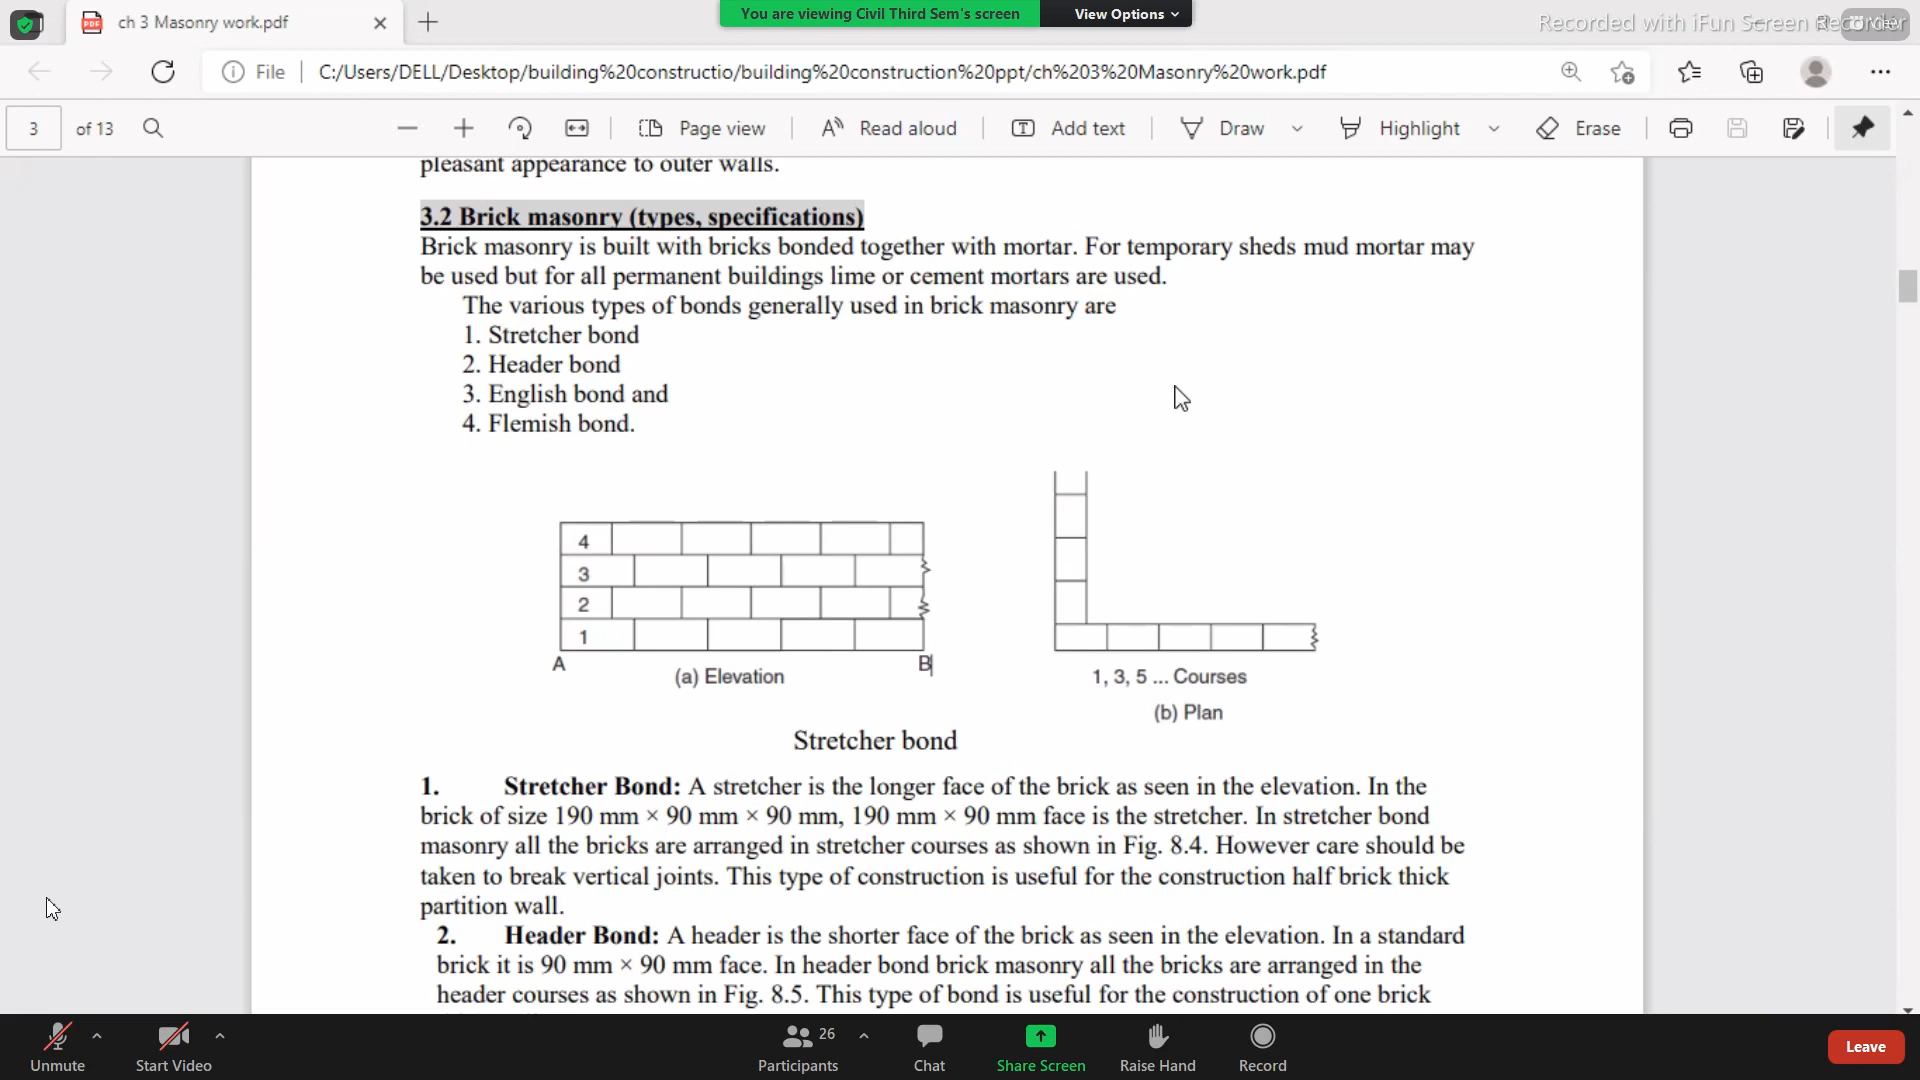 ch 3 Masonry work.pdf
You are viewing Civil Third Sem's screen
View Options
Recorded with iFun Screen Recorder
File
C:/Users/DELL/Desktop/building%20constructio/building%20construction%20ppt/ch%203%20Masonry%20work.pdf
3 of 13
Page view
Read aloud
Add text
Draw
Highlight
Erase
pleasant appearance to outer walls.
3.2 Brick masonry (types, specifications)
Brick masonry is built with bricks bonded together with mortar. For temporary sheds mud mortar may
be used but for all permanent buildings lime or cement mortars are used.
The various types of bonds generally used in brick masonry are
1. Stretcher bond
2. Header bond
3. English bond and
4. Flemish bond.
4
3
2
1
A
B
(a) Elevation
1, 3, 5 ... Courses
(b) Plan
Stretcher bond
1. Stretcher Bond: A stretcher is the longer face of the brick as seen in the elevation. In the
brick of size 190 mm × 90 mm × 90 mm, 190 mm × 90 mm face is the stretcher. In stretcher bond
masonry all the bricks are arranged in stretcher courses as shown in Fig. 8.4. However care should be
taken to break vertical joints. This type of construction is useful for the construction half brick thick
partition wall.
2. Header Bond: A header is the shorter face of the brick as seen in the elevation. In a standard
brick it is 90 mm × 90 mm face. In header bond brick masonry all the bricks are arranged in the
header courses as shown in Fig. 8.5. This type of bond is useful for the construction of one brick
Unmute
Start Video
26
Participants
Chat
Share Screen
Raise Hand
Record
Leave